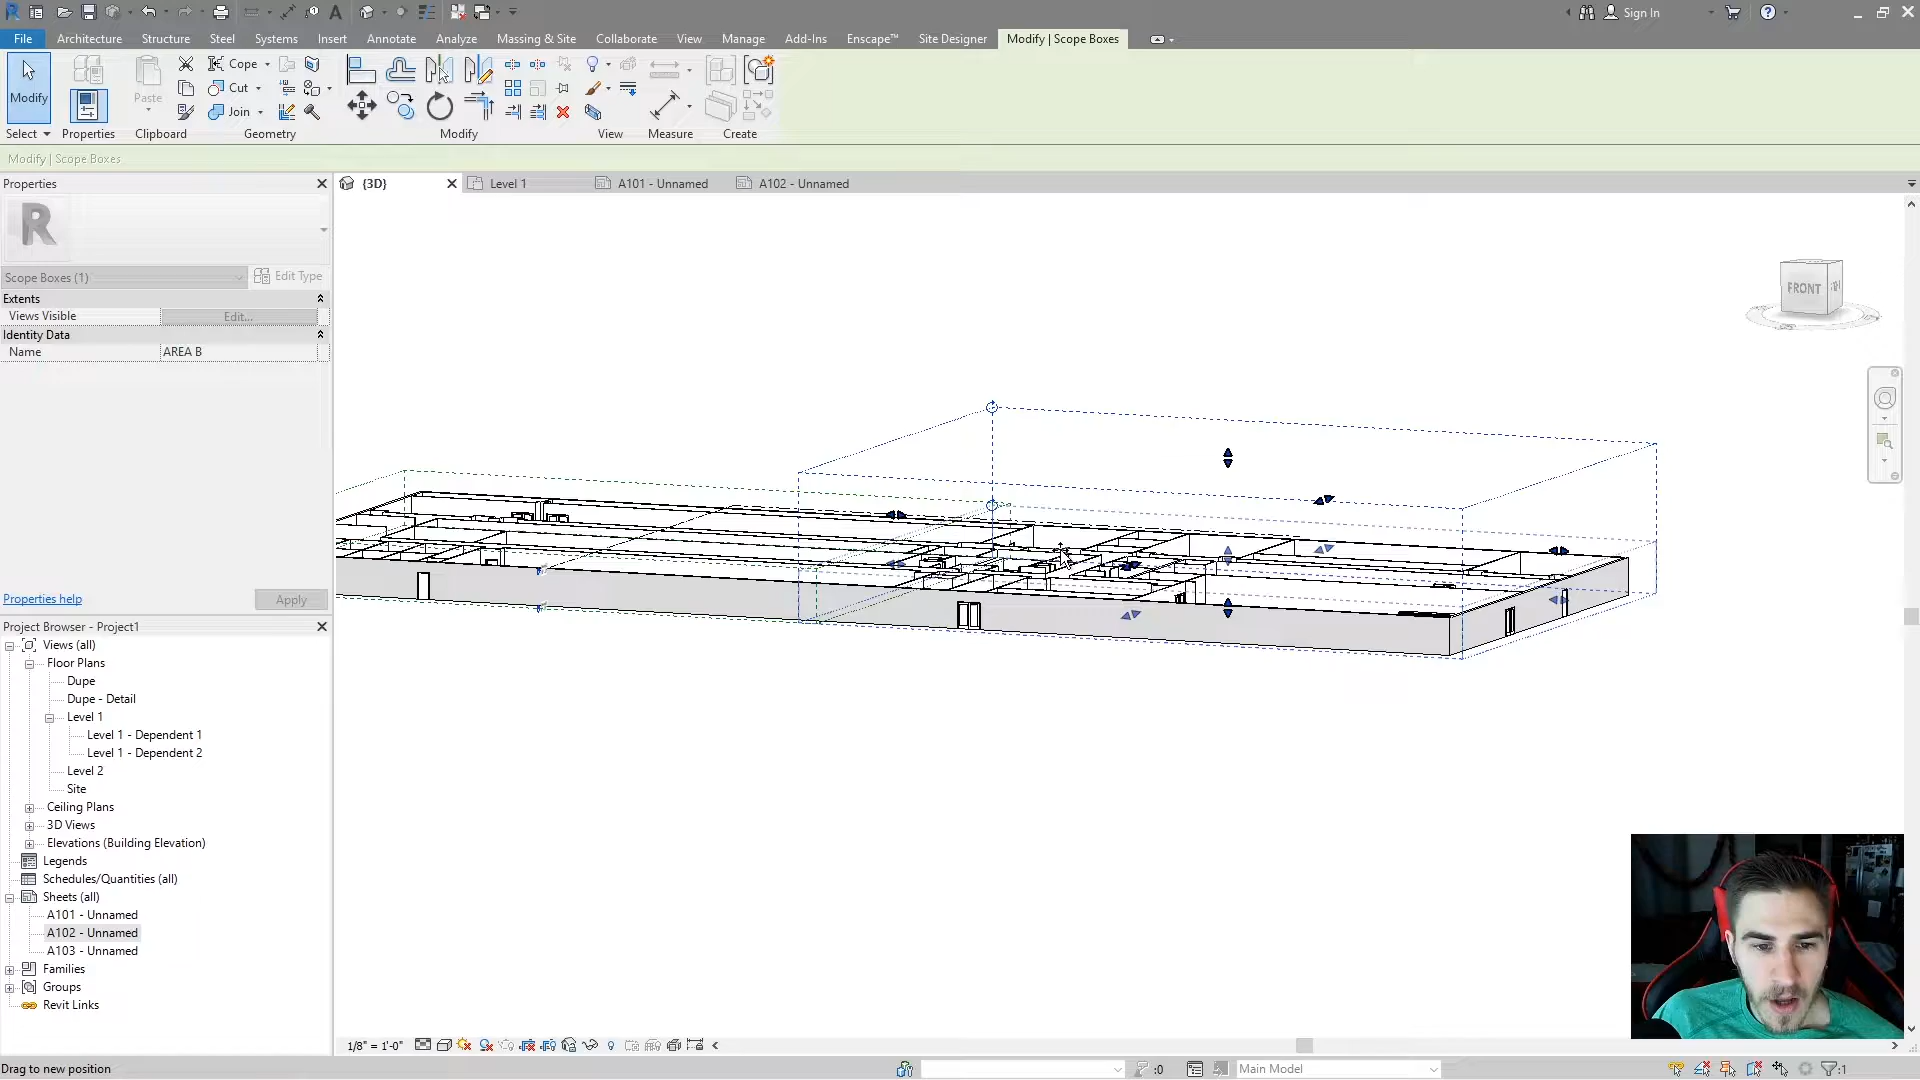 Sign In
File
Architecture
Structure
Steel
Systems
Insert
Annotate
Analyze
Massing & Site
Collaborate
View
Manage
Add-Ins
Enscape™
Site Designer
Modify | Scope Boxes
Modify
Paste
Cope
Cut
Join
Select
Properties
Clipboard
Geometry
Modify
View
Measure
Create
Modify | Scope Boxes
Properties
{3D}
Level 1
A101 - Unnamed
A102 - Unnamed
Scope Boxes (1)
Edit Type
Extents
Views Visible
Edit...
Identity Data
Name
AREA B
FRONT
Properties help
Apply
Project Browser - Project1
Views (all)
Floor Plans
Dupe
Dupe - Detail
Level 1
Level 1 - Dependent 1
Level 1 - Dependent 2
Level 2
Site
Ceiling Plans
3D Views
Elevations (Building Elevation)
Legends
Schedules/Quantities (all)
Sheets (all)
A101 - Unnamed
A102 - Unnamed
A103 - Unnamed
Families
Groups
Revit Links
1/8" = 1'-0"
Drag to new position
:0
Main Model
:1